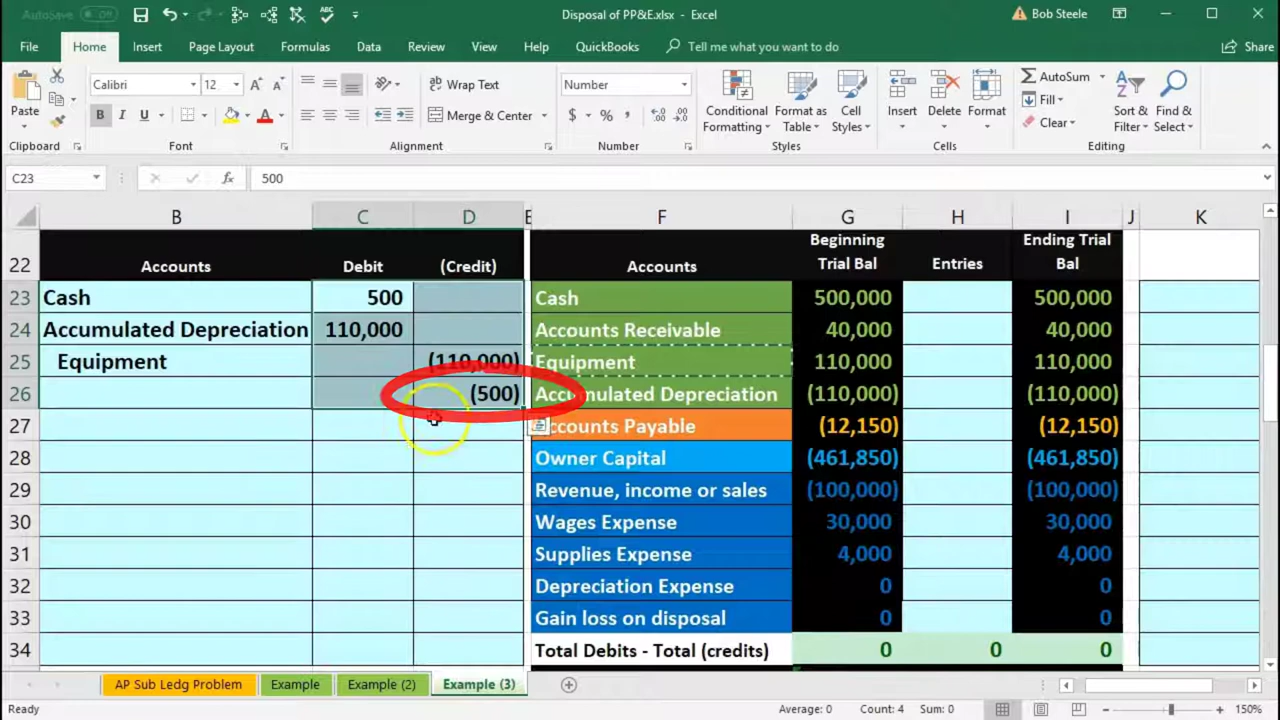 AutoSave Off
Disposal of PP&E.xlsx - Excel
Bob Steele
File Home Insert Page Layout Formulas Data Review View Help QuickBooks Tell me what you want to do Share
Paste
Calibri 12
B I U
Wrap Text
Merge & Center
Number
$ % ,
Conditional Formatting
Format as Table
Cell Styles
Insert
Delete
Format
AutoSum
Fill
Clear
Sort & Filter
Find & Select
Clipboard Font Alignment Number Styles Cells Editing
C23 fx 500
B C D E F G H I J K
22 Accounts Debit (Credit) Accounts Beginning Trial Bal Entries Ending Trial Bal
23 Cash 500 Cash 500,000 500,000
24 Accumulated Depreciation 110,000 Accounts Receivable 40,000 40,000
25 Equipment (110,000) Equipment 110,000 110,000
26 (500) Accumulated Depreciation (110,000) (110,000)
27 Accounts Payable (12,150) (12,150)
28 Owner Capital (461,850) (461,850)
29 Revenue, income or sales (100,000) (100,000)
30 Wages Expense 30,000 30,000
31 Supplies Expense 4,000 4,000
32 Depreciation Expense 0 0
33 Gain loss on disposal 0 0
34 Total Debits - Total (credits) 0 0 0
AP Sub Ledg Problem Example Example (2) Example (3)
Ready Average: 0 Count: 4 Sum: 0 150%